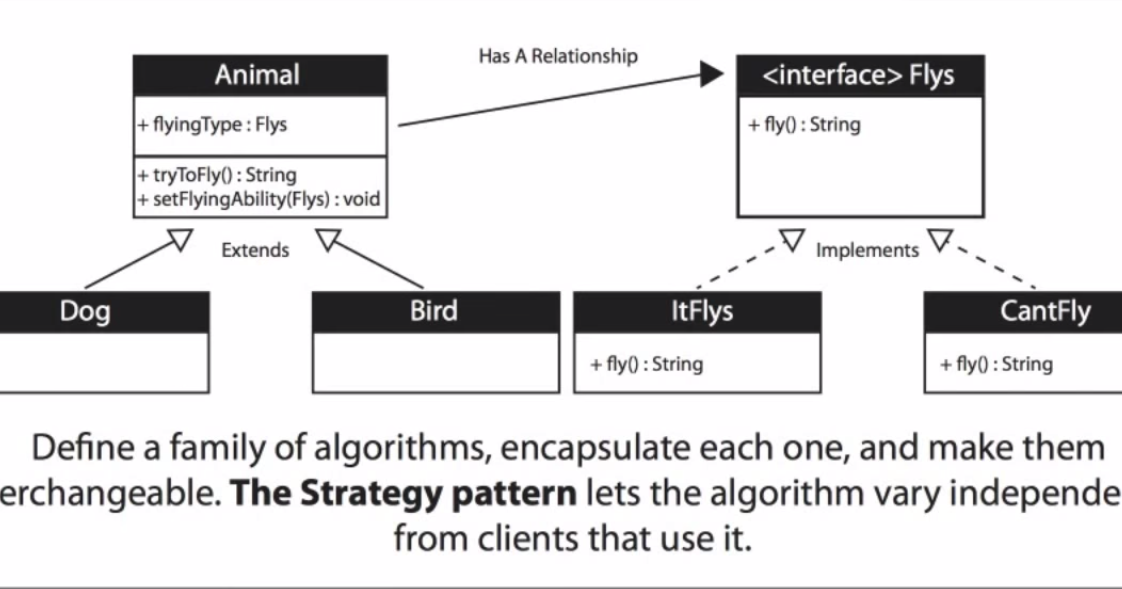 Has A Relationship
Animal
<interface> Flys
+ flyingType : Flys
+ fly() : String
+ tryToFly() : String
+ setFlyingAbility(Flys) : void
Extends
Implements
Dog
Bird
ItFlys
CantFly
+ fly() : String
+ fly() : String
Define a family of algorithms, encapsulate each one, and make them
erchangeable. The Strategy pattern lets the algorithm vary independe
from clients that use it.